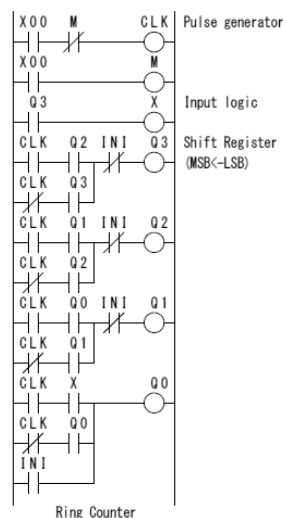 X00 M CLK Pulse generator
X00 M
Q3 X Input logic
CLK Q2 INI Q3 Shift Register
(MSB<-LSB)
CLK Q3
CLK Q1 INI Q2
CLK Q2
CLK Q0 INI Q1
CLK Q1
CLK X Q0
CLK Q0
INI
Ring Counter